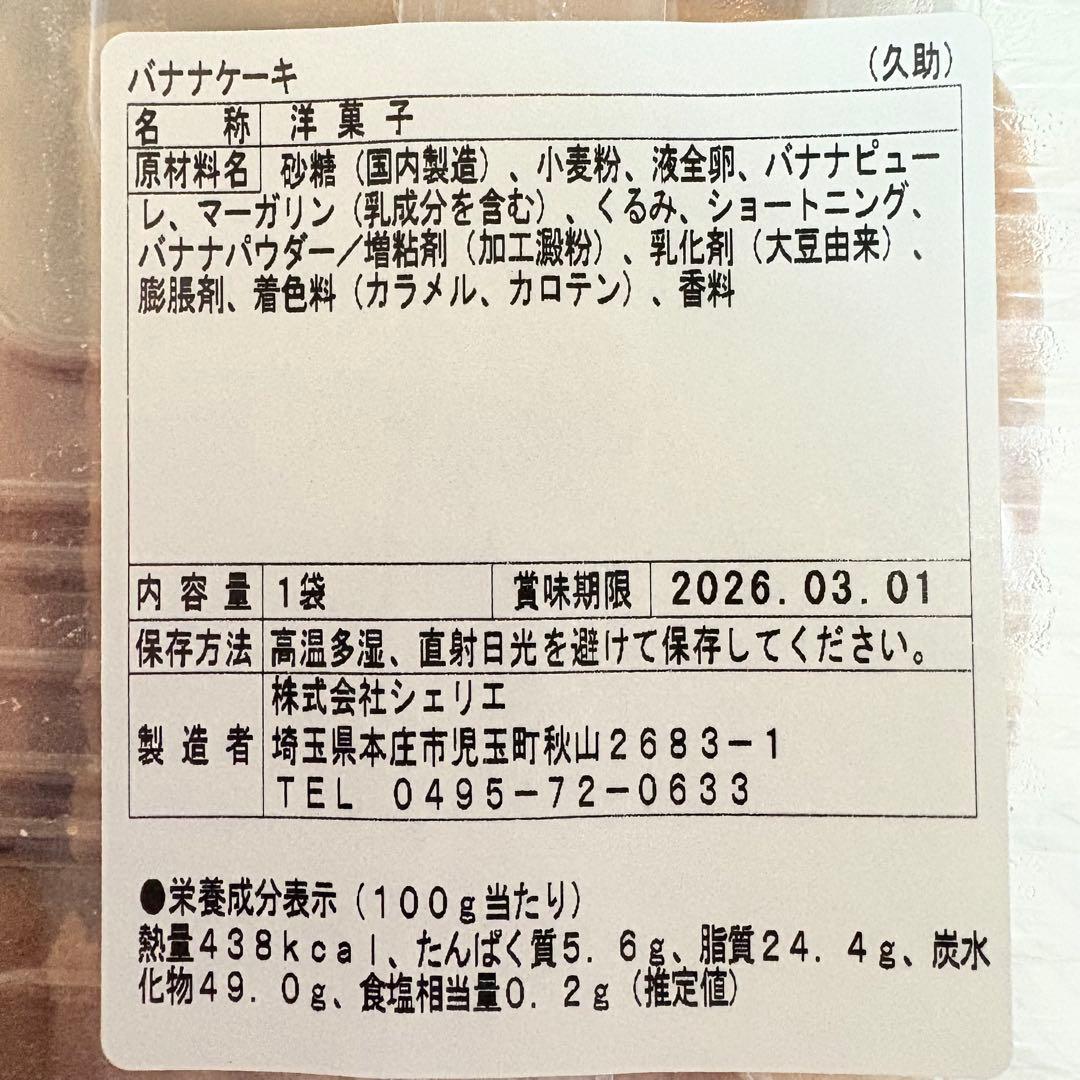 バナナケーキ (久助)
名称 洋菓子
原材料名 砂糖（国内製造）、小麦粉、液全卵、バナナピュー
レ、マーガリン（乳成分を含む）、くるみ、ショートニング、
バナナパウダー／増粘剤（加工澱粉）、乳化剤（大豆由来）、
膨脹剤、着色料（カラメル、カロテン）、香料
内容量 1袋 賞味期限 2026.03.01
保存方法 高温多湿、直射日光を避けて保存してください。
株式会社シェリエ
製造者 埼玉県本庄市児玉町秋山２６８３－１
ＴＥＬ ０４９５－７２－０６３３
●栄養成分表示（１００ｇ当たり）
熱量４３８ｋｃａｌ、たんぱく質５．６ｇ、脂質２４．４ｇ、炭水
化物４９．０ｇ、食塩相当量０．２ｇ（推定値）